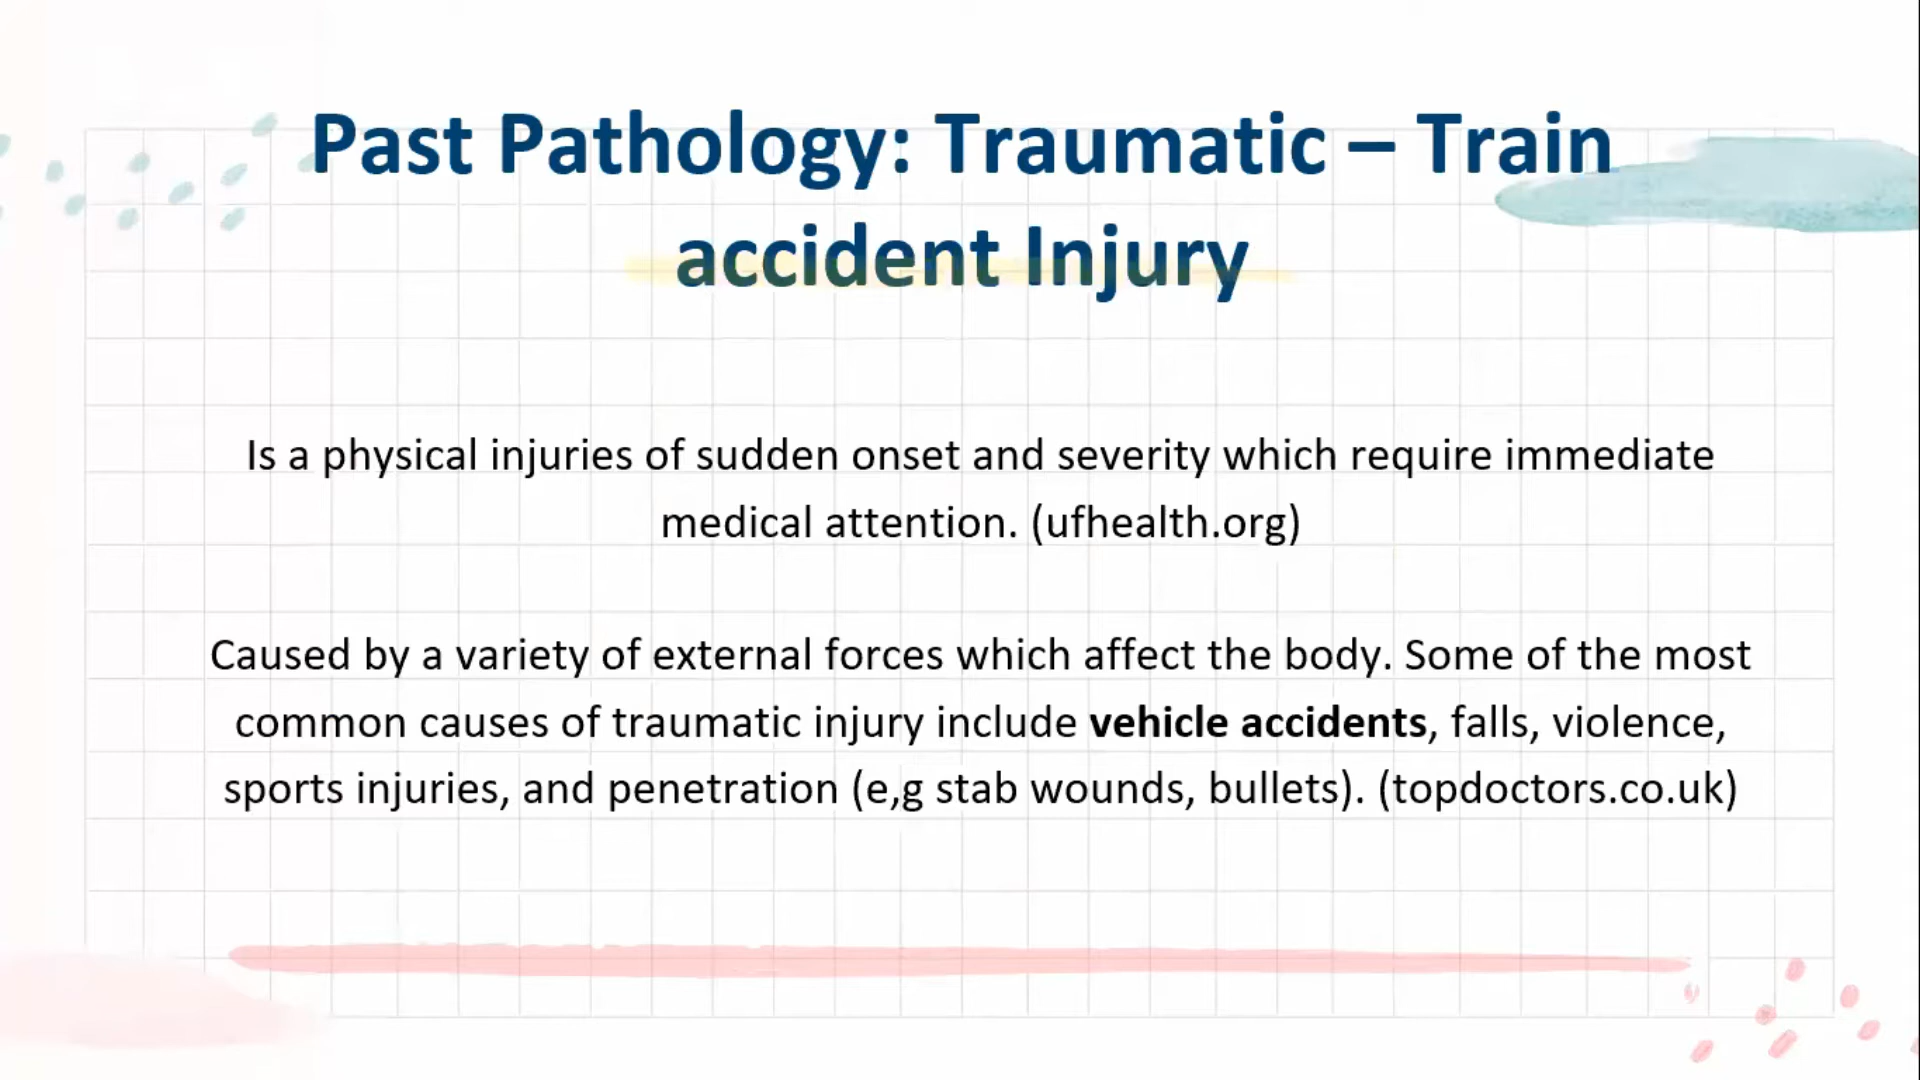 Past Pathology: Traumatic – Train
accident Injury
Is a physical injuries of sudden onset and severity which require immediate
medical attention. (ufhealth.org)
Caused by a variety of external forces which affect the body. Some of the most
common causes of traumatic injury include vehicle accidents, falls, violence,
sports injuries, and penetration (e,g stab wounds, bullets). (topdoctors.co.uk)